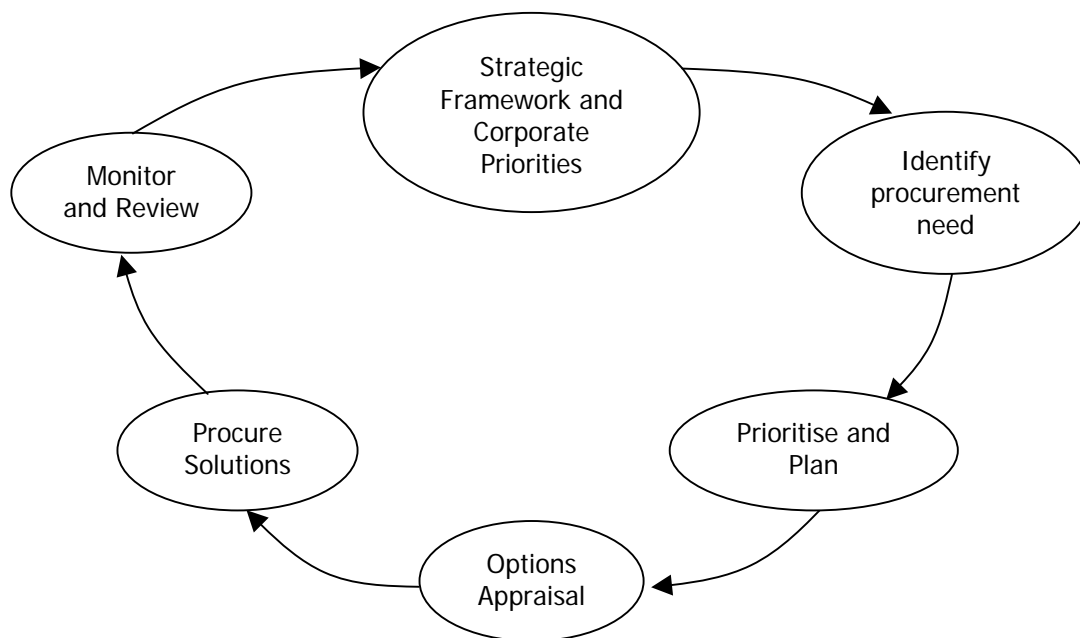 Strategic
Framework and
Corporate
Priorities
Identify
procurement
need
Prioritise and
Plan
Options
Appraisal
Procure
Solutions
Monitor
and Review